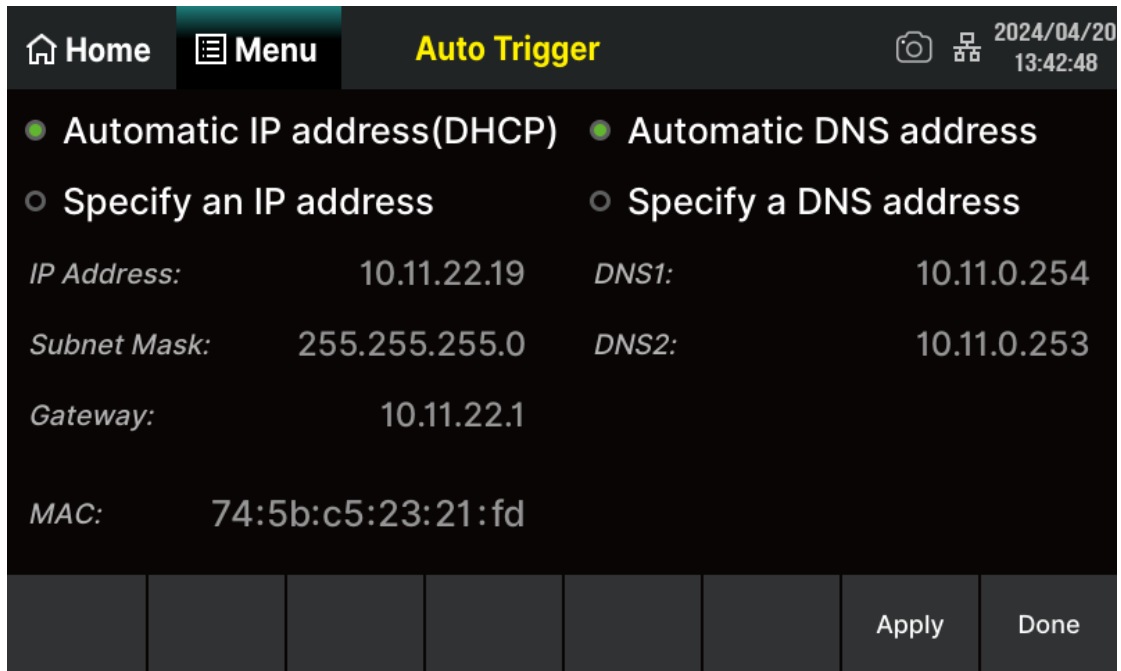 Home Menu Auto Trigger 2024/04/20
13:42:48
Automatic IP address(DHCP) Automatic DNS address
Specify an IP address Specify a DNS address
IP Address: 10.11.22.19 DNS1: 10.11.0.254
Subnet Mask: 255.255.255.0 DNS2: 10.11.0.253
Gateway: 10.11.22.1
MAC: 74:5b:c5:23:21:fd
Apply Done